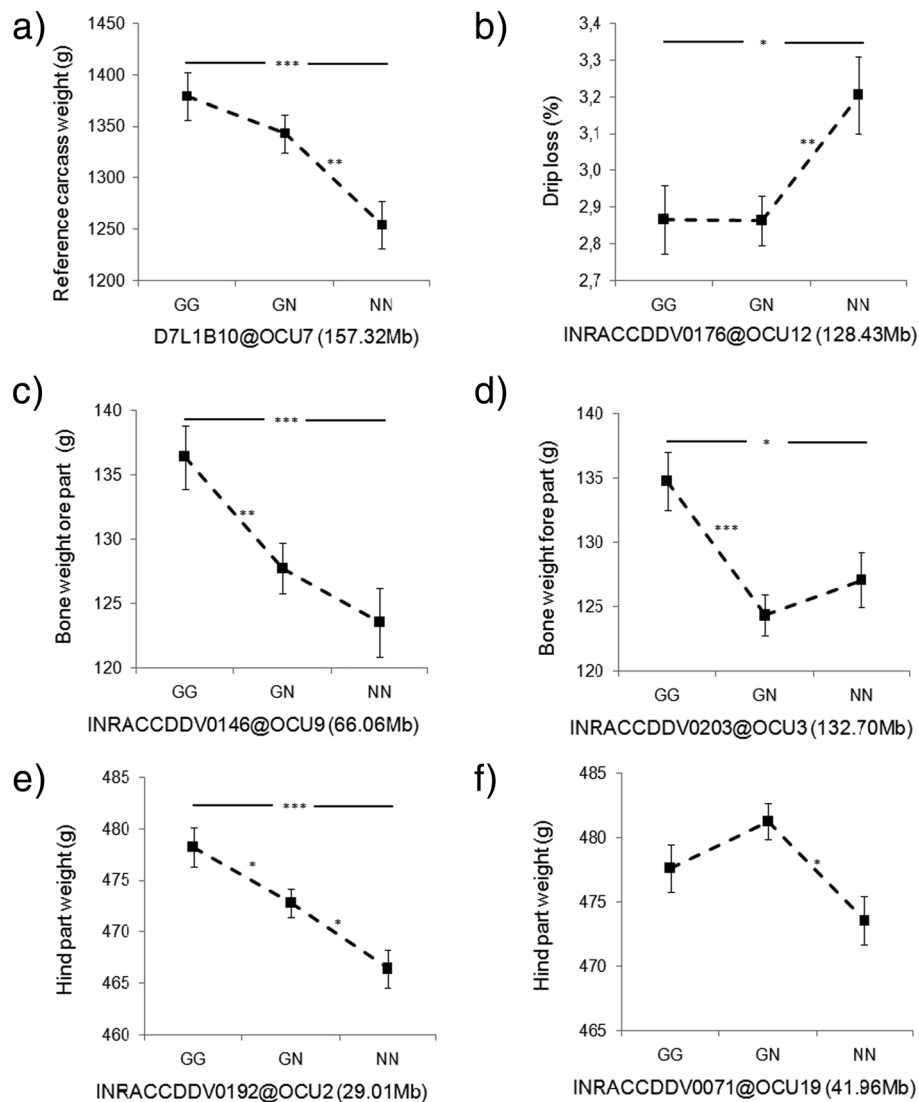 a)
Reference carcass weight (g)
1450
1400
1350
1300
1250
1200
***
**
GG GN NN
D7L1B10@OCU7 (157.32Mb)
b)
Drip loss (%)
3,4
3,3
3,2
3,1
3,0
2,9
2,8
2,7
*
**
GG GN NN
INRACCDDV0176@OCU12 (128.43Mb)
c)
Bone weight ore part (g)
140
135
130
125
120
***
**
GG GN NN
INRACCDDV0146@OCU9 (66.06Mb)
d)
Bone weight fore part (g)
140
135
130
125
120
*
***
GG GN NN
INRACCDDV0203@OCU3 (132.70Mb)
e)
Hind part weight (g)
485
480
475
470
465
460
***
*
*
GG GN NN
INRACCDDV0192@OCU2 (29.01Mb)
f)
Hind part weight (g)
485
480
475
470
465
*
GG GN NN
INRACCDDV0071@OCU19 (41.96Mb)